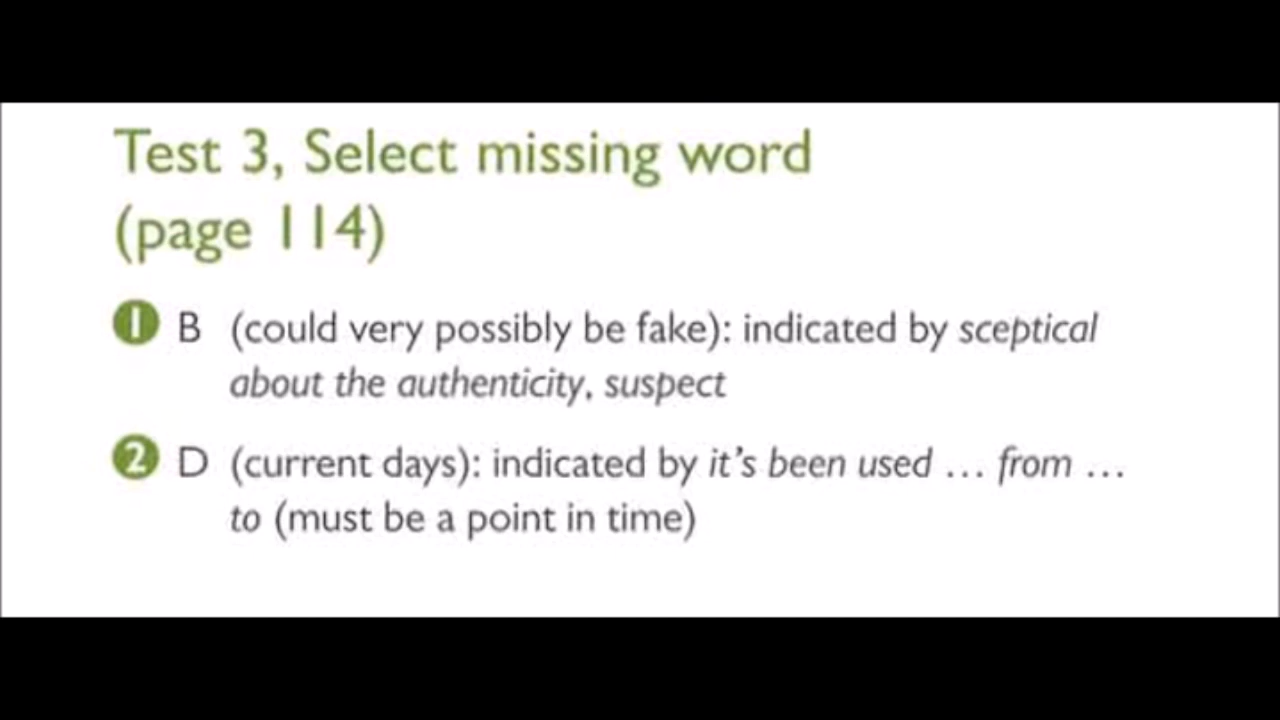 Test 3, Select missing word
(page 114)
1 B (could very possibly be fake): indicated by sceptical
about the authenticity, suspect
2 D (current days): indicated by it's been used … from …
to (must be a point in time)